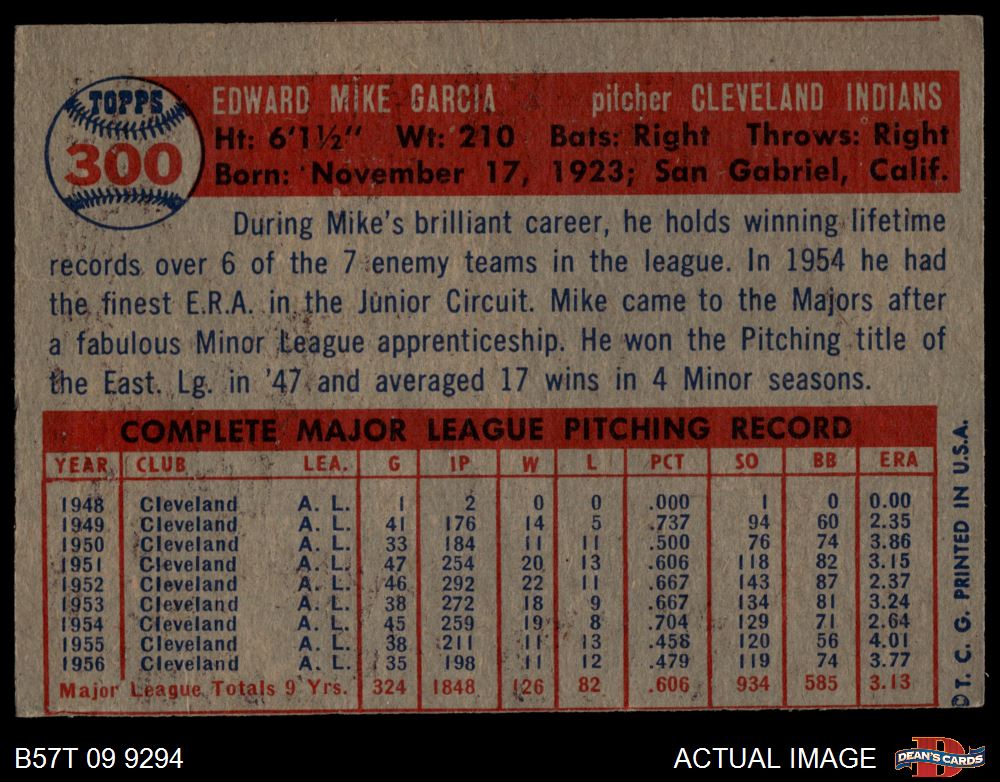 TOPPS
300
EDWARD MIKE GARCIA pitcher CLEVELAND INDIANS
Ht: 6'1½" Wt: 210 Bats: Right Throws: Right
Born: November 17, 1923; San Gabriel, Calif.
During Mike's brilliant career, he holds winning lifetime
records over 6 of the 7 enemy teams in the league. In 1954 he had
the finest E.R.A. in the Junior Circuit. Mike came to the Majors after
a fabulous Minor League apprenticeship. He won the Pitching title of
the East. Lg. in '47 and averaged 17 wins in 4 Minor seasons.
COMPLETE MAJOR LEAGUE PITCHING RECORD
YEAR CLUB LEA. G IP W L PCT SO BB ERA
1948 Cleveland A. L. 1 2 0 0 .000 1 0 0.00
1949 Cleveland A. L. 41 176 14 5 .737 94 60 2.35
1950 Cleveland A. L. 33 184 11 11 .500 76 74 3.86
1951 Cleveland A. L. 47 254 20 13 .606 118 82 3.15
1952 Cleveland A. L. 46 292 22 11 .667 143 87 2.37
1953 Cleveland A. L. 38 272 18 9 .667 134 81 3.24
1954 Cleveland A. L. 45 259 19 8 .704 129 71 2.64
1955 Cleveland A. L. 38 211 11 13 .458 120 56 4.01
1956 Cleveland A. L. 35 198 11 12 .479 119 74 3.77
Major League Totals 9 Yrs. 324 1848 126 82 .606 934 585 3.13
© T. C. G. PRINTED IN U.S.A.
B57T 09 9294
ACTUAL IMAGE
DEAN'S CARDS